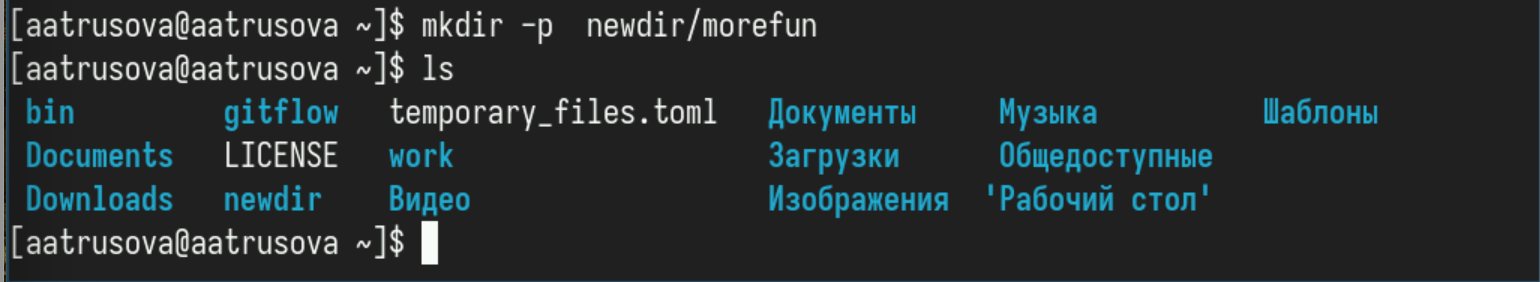 [aatrusova@aatrusova ~]$ mkdir -p  newdir/morefun
[aatrusova@aatrusova ~]$ ls
 bin         gitflow   temporary_files.toml   Документы     Музыка          Шаблоны
 Documents   LICENSE   work                   Загрузки      Общедоступные
 Downloads   newdir    Видео                  Изображения  'Рабочий стол'
[aatrusova@aatrusova ~]$